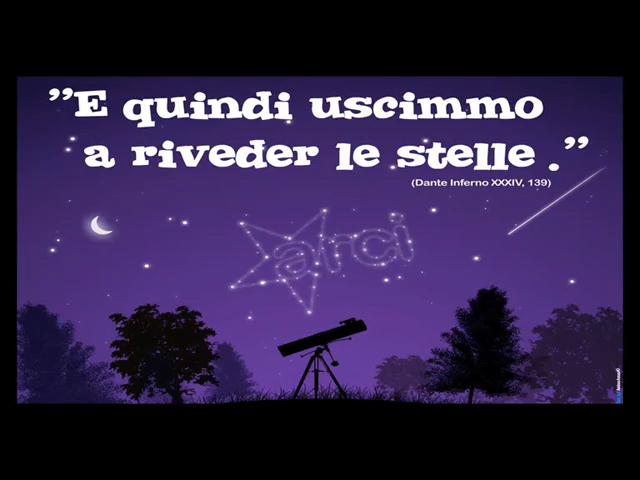 "E quindi uscimmo
a riveder le stelle."
(Dante Inferno XXXIV, 139)
arci